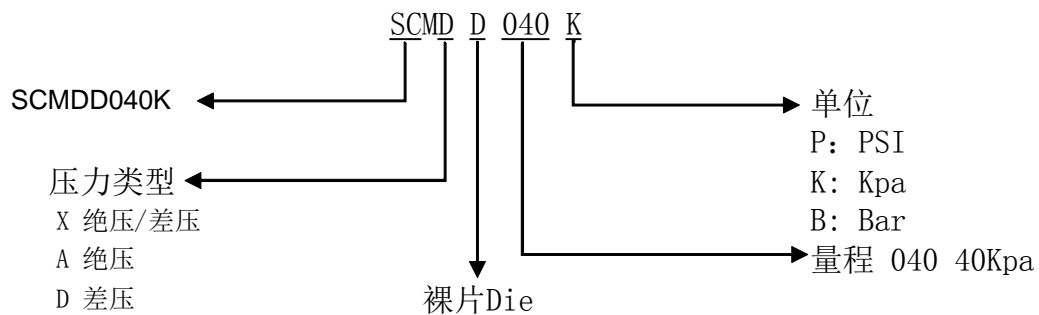 SCMD D 040 K
SCMDD040K
单位
P: PSI
K: Kpa
B: Bar
压力类型
X 绝压/差压
A 绝压
D 差压
量程 040 40Kpa
裸片Die